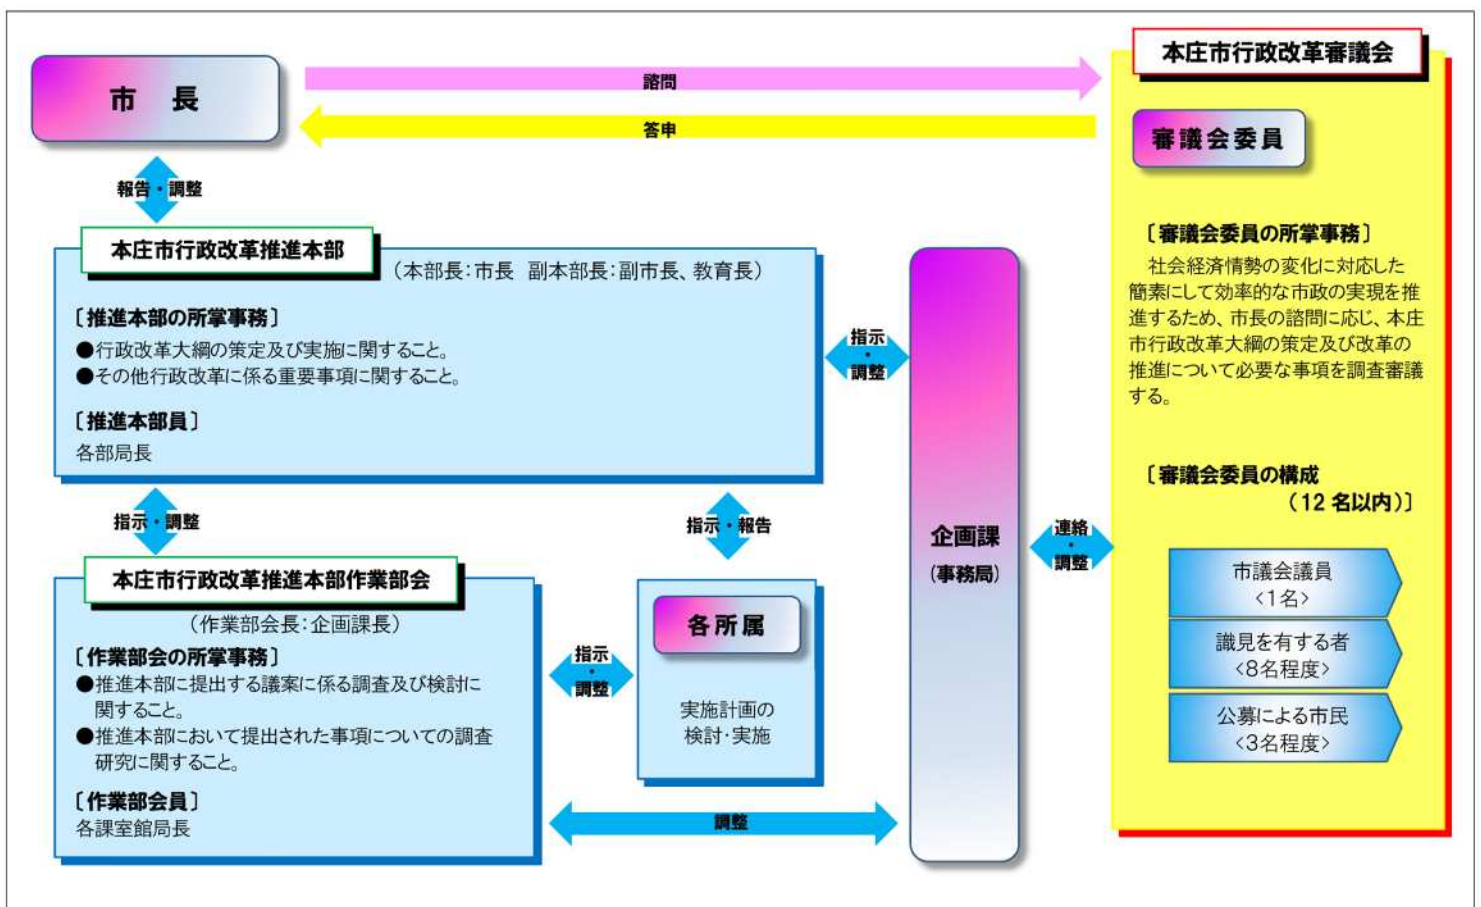 市　長
諮問
答申
報告・調整
本庄市行政改革推進本部
（本部長：市長　副本部長：副市長、教育長）
［推進本部の所掌事務］
●行政改革大綱の策定及び実施に関すること。
●その他行政改革に係る重要事項に関すること。
［推進本部員］
各部局長
指示・調整
指示・報告
本庄市行政改革推進本部作業部会
（作業部会長：企画課長）
［作業部会の所掌事務］
●推進本部に提出する議案に係る調査及び検討に
関すること。
●推進本部において提出された事項についての調査
研究に関すること。
［作業部会員］
各課室館局長
指示
・
調整
各所属
実施計画の
検討・実施
調整
指示
・
調整
企画課
（事務局）
連絡
・
調整
本庄市行政改革審議会
審議会委員
［審議会委員の所掌事務］
社会経済情勢の変化に対応した
簡素にして効率的な市政の実現を推
進するため、市長の諮問に応じ、本庄
市行政改革大綱の策定及び改革の
推進について必要な事項を調査審議
する。
［審議会委員の構成
（12名以内）］
市議会議員
<1名>
識見を有する者
<8名程度>
公募による市民
<3名程度>